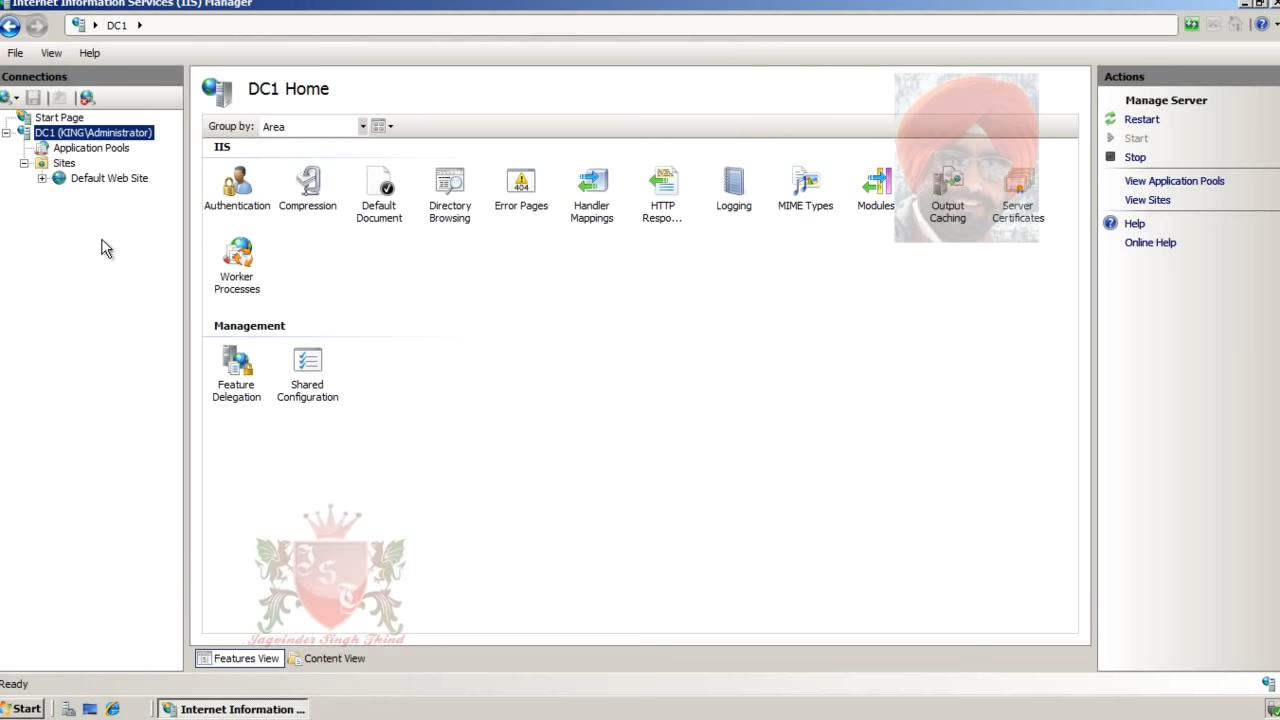 Internet Information Services (IIS) Manager
DC1
File View Help
Connections
Start Page
DC1 (KING\Administrator)
Application Pools
Sites
Default Web Site
DC1 Home
Group by: Area
IIS
Authentication
Compression
Default Document
Directory Browsing
Error Pages
404
Handler Mappings
HTTP Respo...
Logging
MIME Types
Modules
Output Caching
Server Certificates
Worker Processes
Management
Feature Delegation
Shared Configuration
JST
Jagvinder Singh Thind
Features View
Content View
Actions
Manage Server
Restart
Start
Stop
View Application Pools
View Sites
Help
Online Help
Ready
Start
Internet Information ...